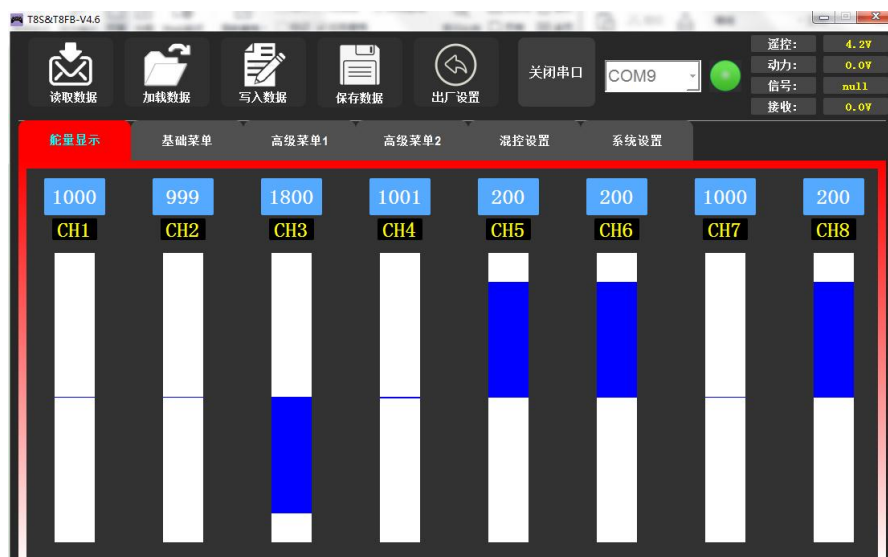 T8S&T8FB-V4.6
读取数据
加载数据
写入数据
保存数据
出厂设置
关闭串口
COM9
遥控: 4.2V
动力: 0.0V
信号: null
接收: 0.0V
舵量显示 基础菜单 高级菜单1 高级菜单2 混控设置 系统设置
1000 999 1800 1001 200 200 1000 200
CH1 CH2 CH3 CH4 CH5 CH6 CH7 CH8